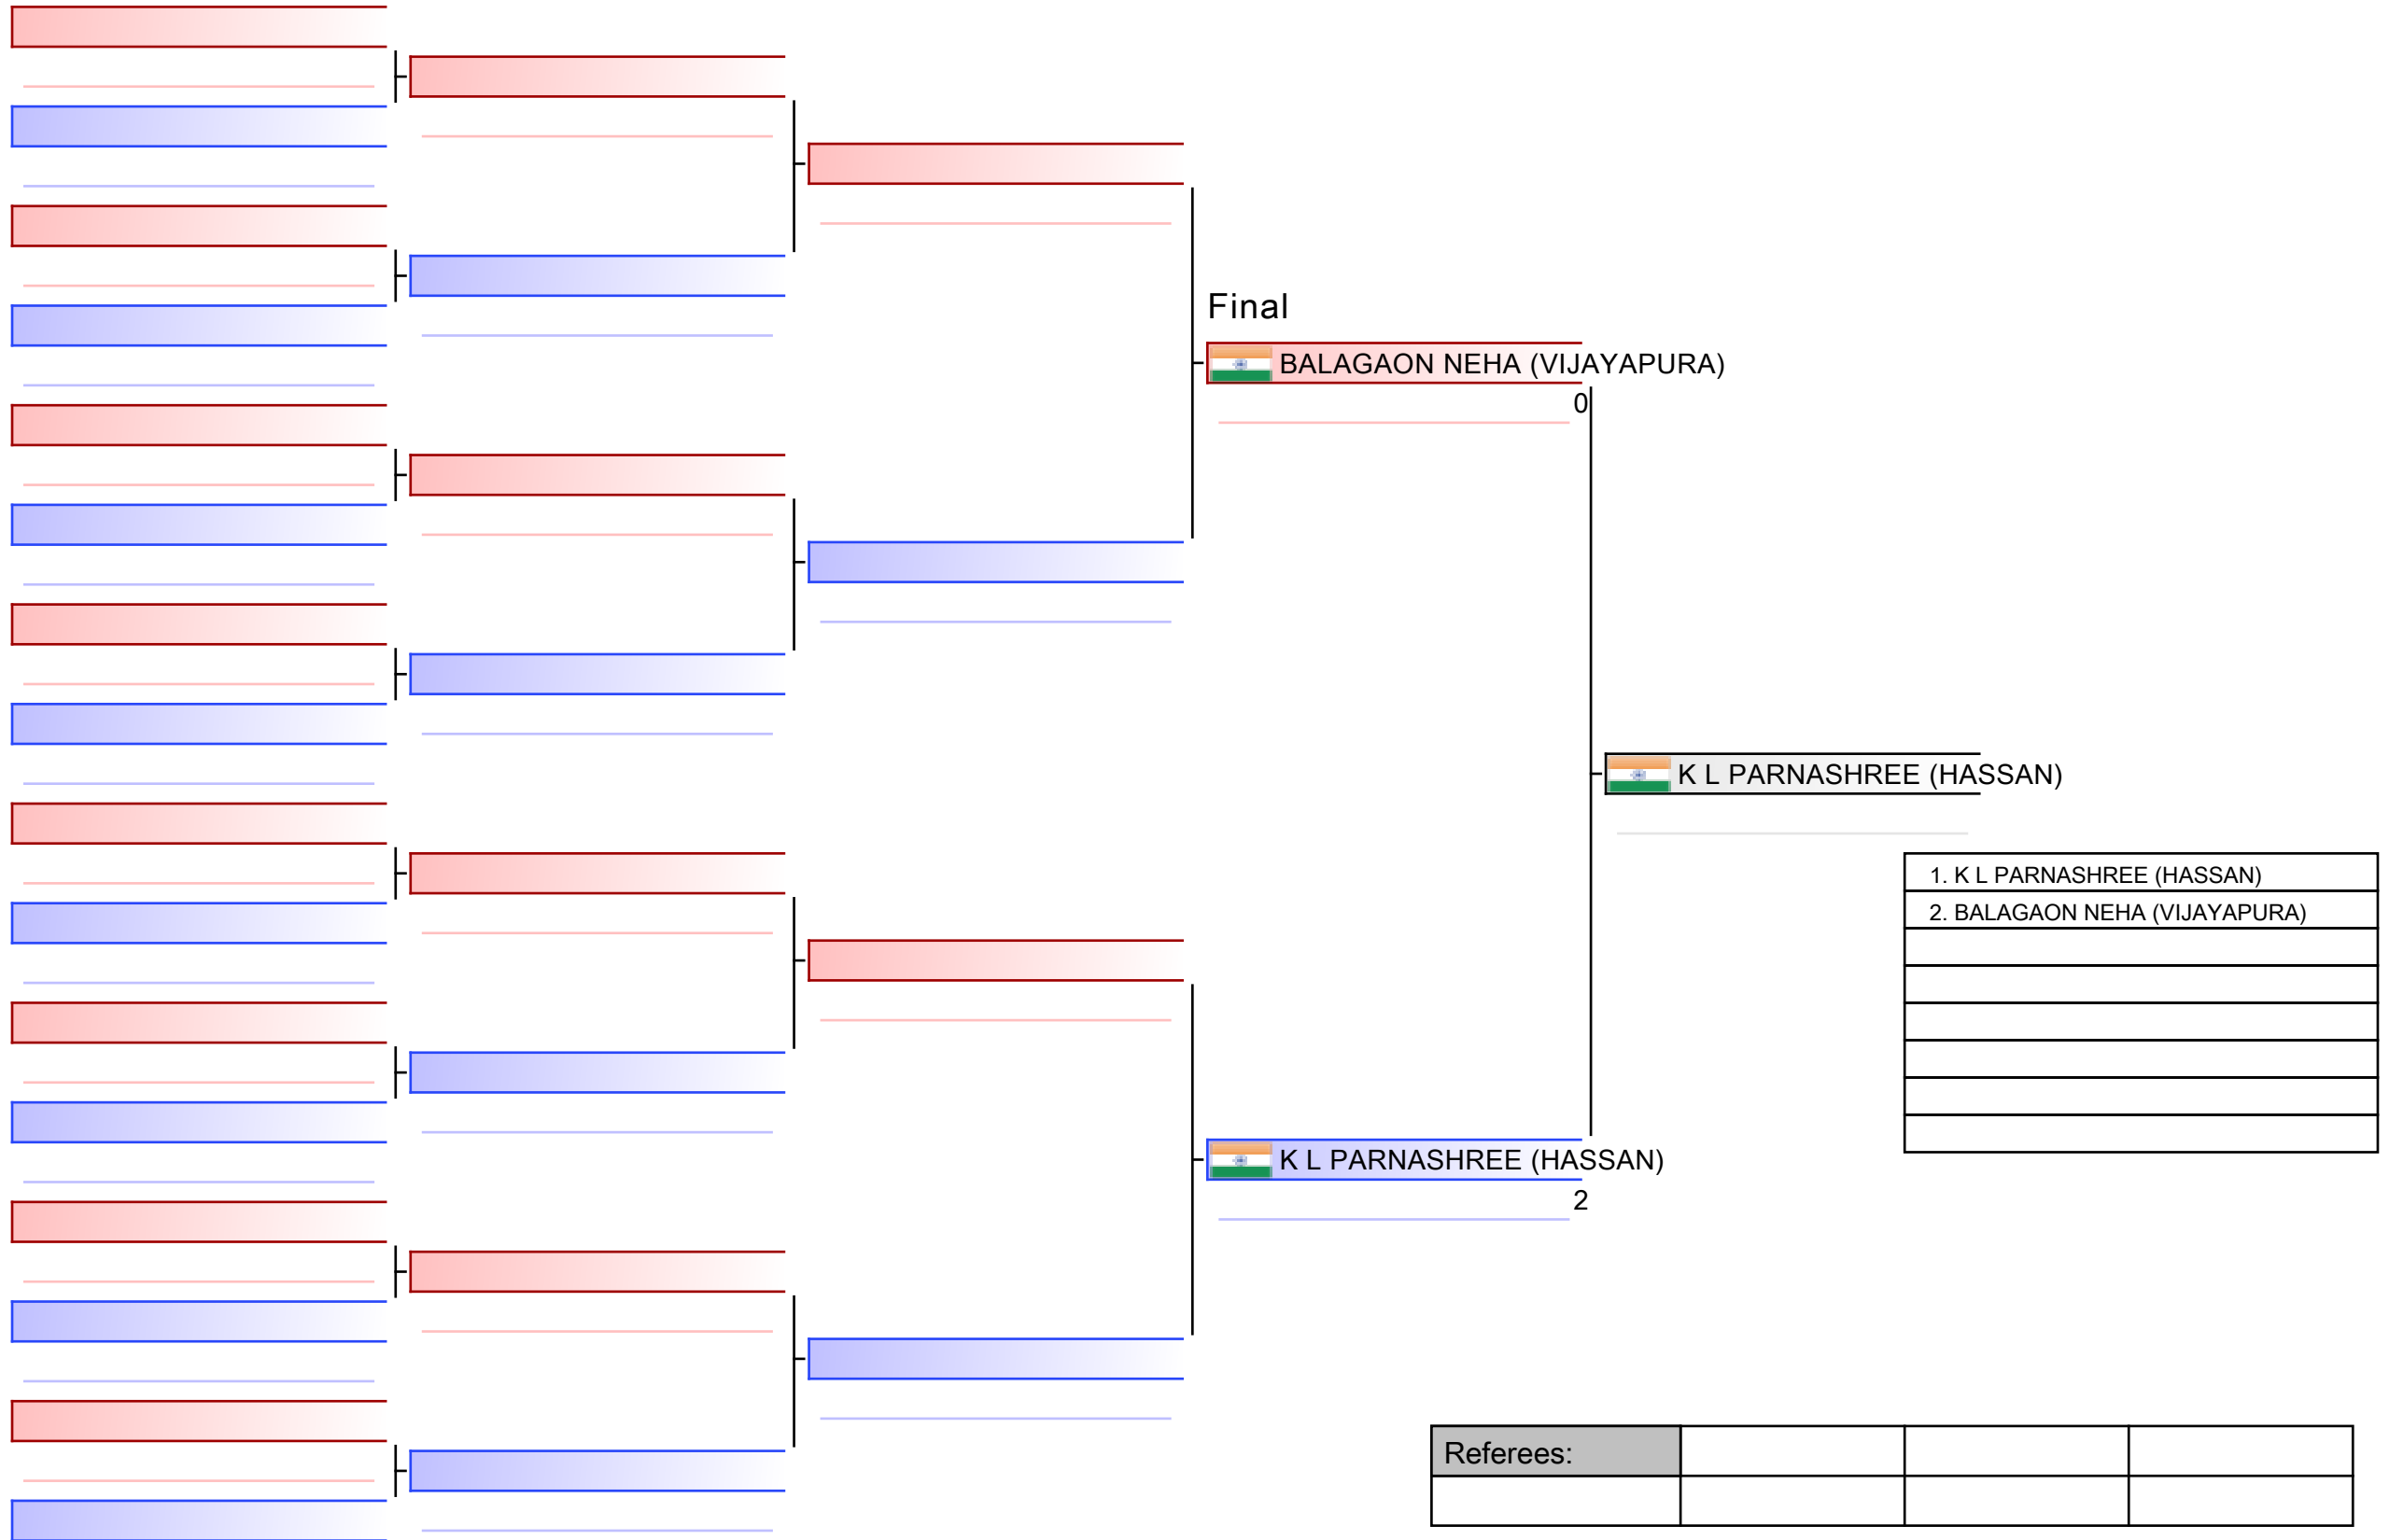 Final
BALAGAON NEHA (VIJAYAPURA)
0
K L PARNASHREE (HASSAN)
1. K L PARNASHREE (HASSAN)
2. BALAGAON NEHA (VIJAYAPURA)
K L PARNASHREE (HASSAN)
2
Referees: